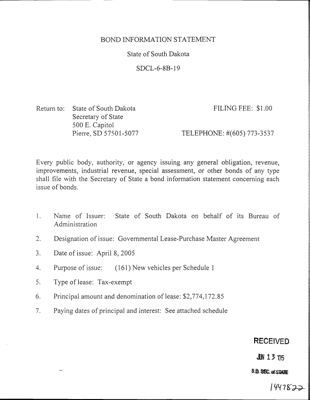 BOND INFORMATION STATEMENT
State of South Dakota
SDCL-6-8B-19
Return to: State of South Dakota FILING FEE: $1.00
Secretary of State
500 E. Capitol
Pierre, SD 57501-5077 TELEPHONE: #(605) 773-3537
Every public body, authority, or agency issuing any general obligation, revenue,
improvements, industrial revenue, special assessment, or other bonds of any type
shall file with the Secretary of State a bond information statement concerning each
issue of bonds.
1. Name of Issuer: State of South Dakota on behalf of its Bureau of
Administration
2. Designation of issue: Governmental Lease-Purchase Master Agreement
3. Date of issue: April 8, 2005
4. Purpose of issue: (161) New vehicles per Schedule 1
5. Type of lease: Tax-exempt
6. Principal amount and denomination of lease: $2,774,172.85
7. Paying dates of principal and interest: See attached schedule
RECEIVED
JUN 13 '05
S.D. SEC. of STATE
1447822